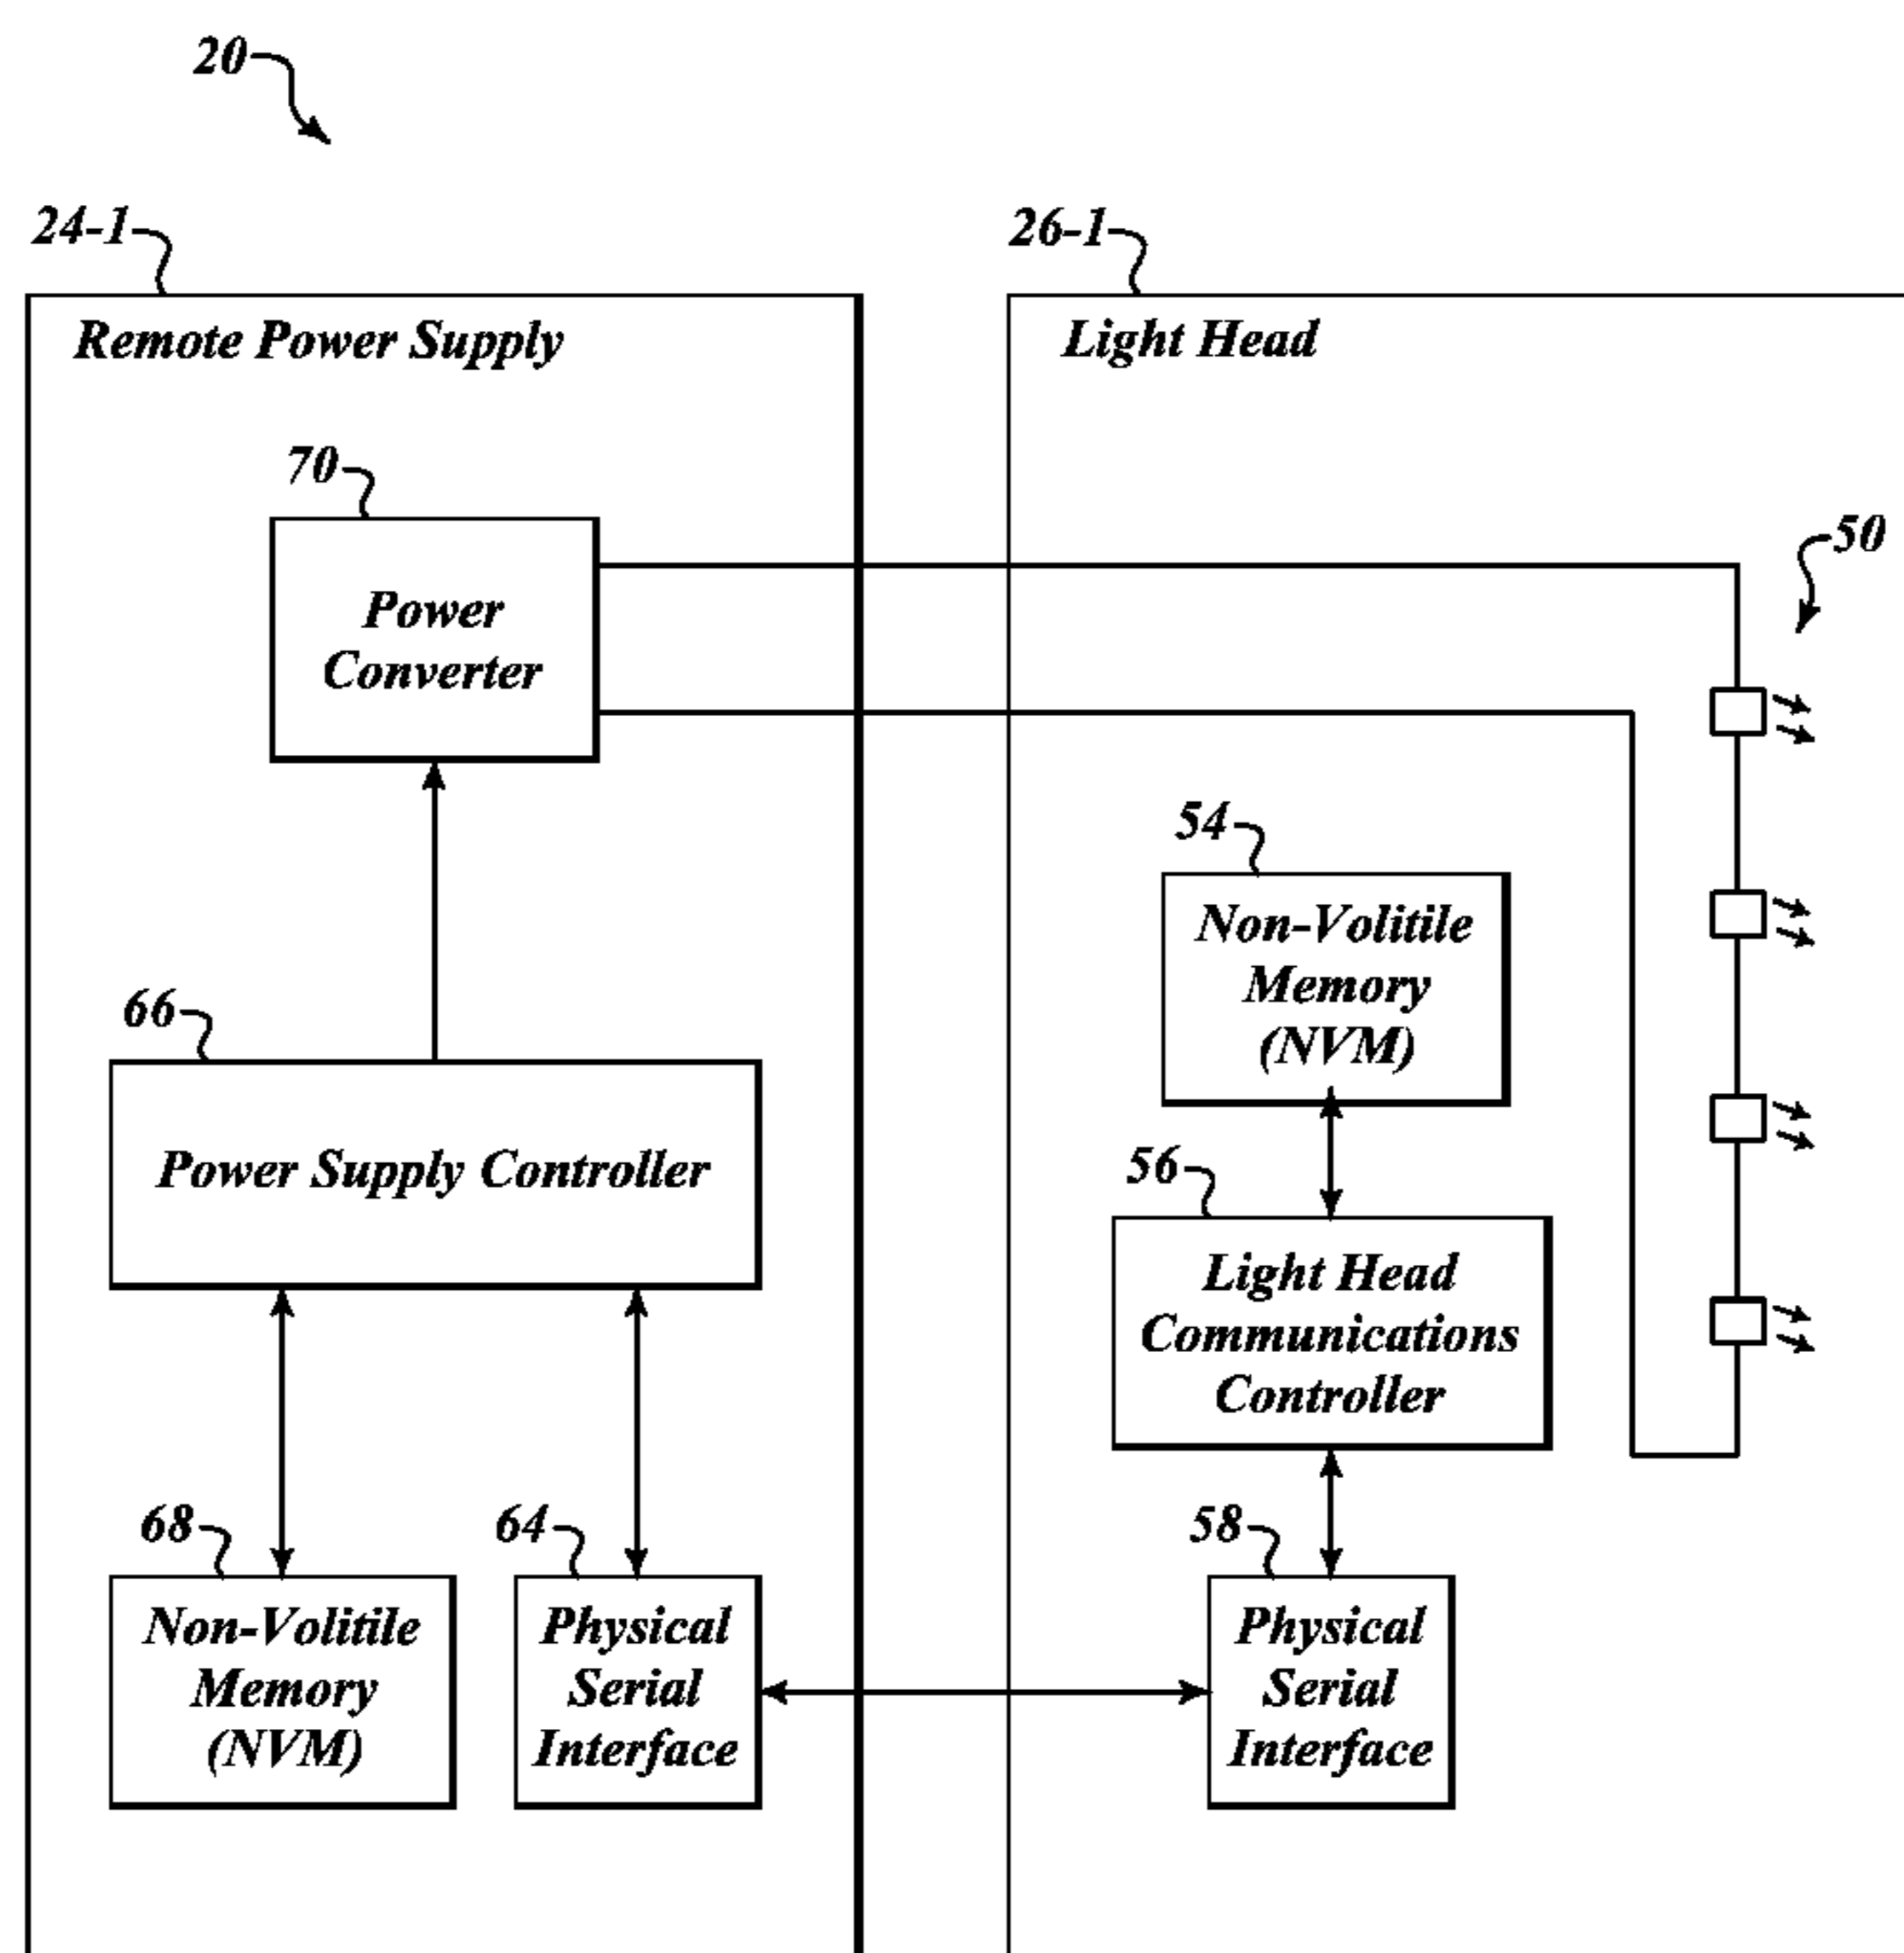 20
24-1
26-1
Remote Power Supply
Light Head
70
50
Power
Converter
54
Non-Volitile
Memory
(NVM)
66
Power Supply Controller
56
Light Head
Communications
Controller
68
64
58
Non-Volitile
Memory
(NVM)
Physical
Serial
Interface
Physical
Serial
Interface